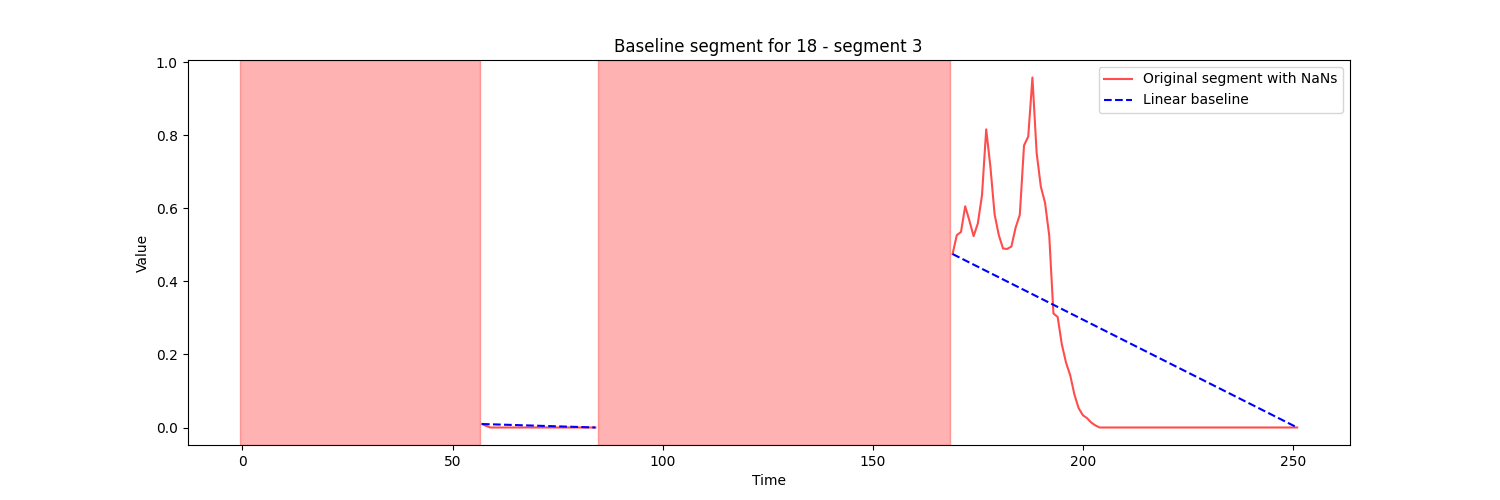 Baseline segment for 18 - segment 3
Original segment with NaNs
Linear baseline
Value
1.0
0.8
0.6
0.4
0.2
0.0
0
50
100
150
200
250
Time